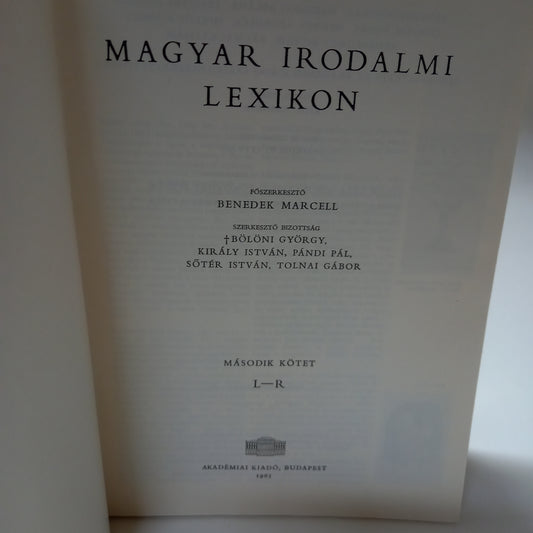 MAGYAR IRODALMI
LEXIKON
FŐSZERKESZTŐ
BENEDEK MARCELL
SZERKESZTŐ BIZOTTSÁG
†BÖLÖNI GYÖRGY,
KIRÁLY ISTVÁN, PÁNDI PÁL,
SŐTÉR ISTVÁN, TOLNAI GÁBOR
MÁSODIK KÖTET
L—R
AKADÉMIAI KIADÓ, BUDAPEST
1965